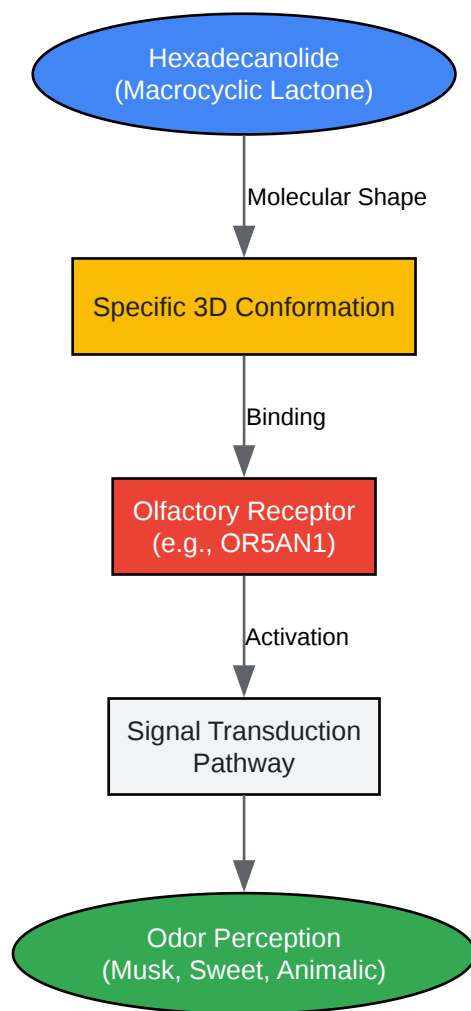 Hexadecanolide
(Macrocyclic Lactone)
Molecular Shape
Specific 3D Conformation
Binding
Olfactory Receptor
(e.g., OR5AN1)
Activation
Signal Transduction
Pathway
Odor Perception
(Musk, Sweet, Animalic)